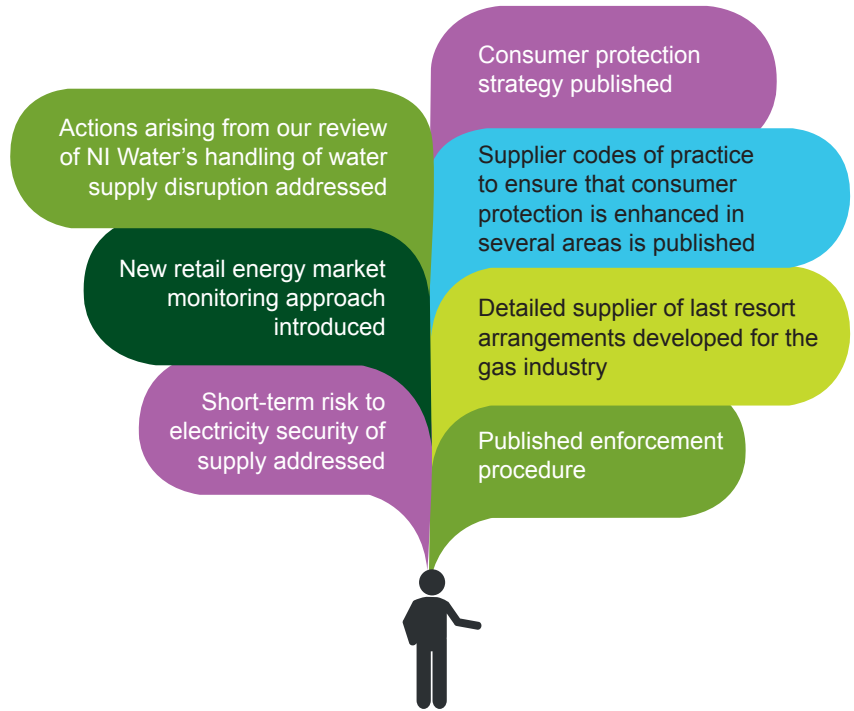 Consumer protection
strategy published
Actions arising from our review
of NI Water's handling of water
supply disruption addressed
Supplier codes of practice
to ensure that consumer
protection is enhanced in
several areas is published
New retail energy market
monitoring approach
introduced
Detailed supplier of last resort
arrangements developed for the
gas industry
Short-term risk to
electricity security of
supply addressed
Published enforcement
procedure